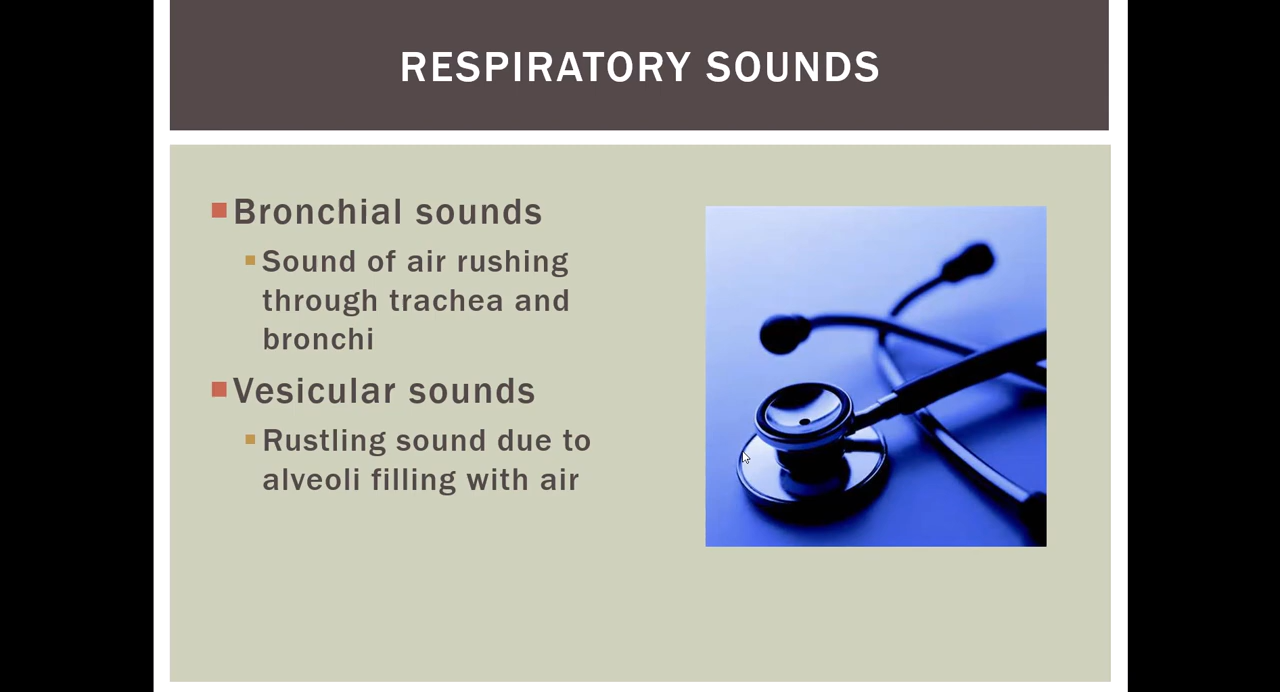 RESPIRATORY SOUNDS
Bronchial sounds
Sound of air rushing
through trachea and
bronchi
Vesicular sounds
Rustling sound due to
alveoli filling with air